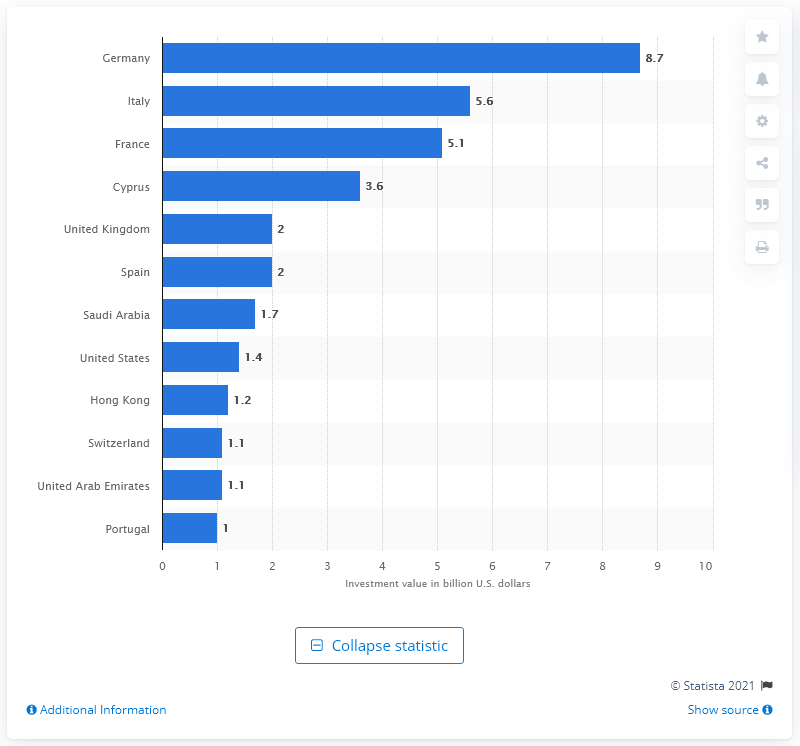 Germany 8.7
Italy 5.6
France 5.1
Cyprus 3.6
United Kingdom 2
Spain 2
Saudi Arabia 1.7
United States 1.4
Hong Kong 1.2
Switzerland 1.1
United Arab Emirates 1.1
Portugal 1
0 1 2 3 4 5 6 7 8 9 10
Investment value in billion U.S. dollars
Collapse statistic
© Statista 2021
Additional Information Show source